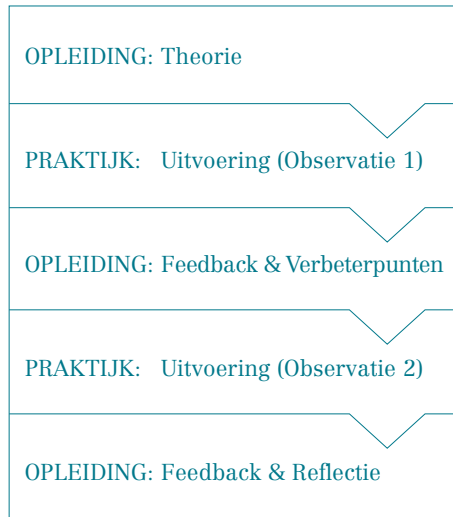 OPLEIDING: Theorie
PRAKTIJK: Uitvoering (Observatie 1)
OPLEIDING: Feedback & Verbeterpunten
PRAKTIJK: Uitvoering (Observatie 2)
OPLEIDING: Feedback & Reflectie